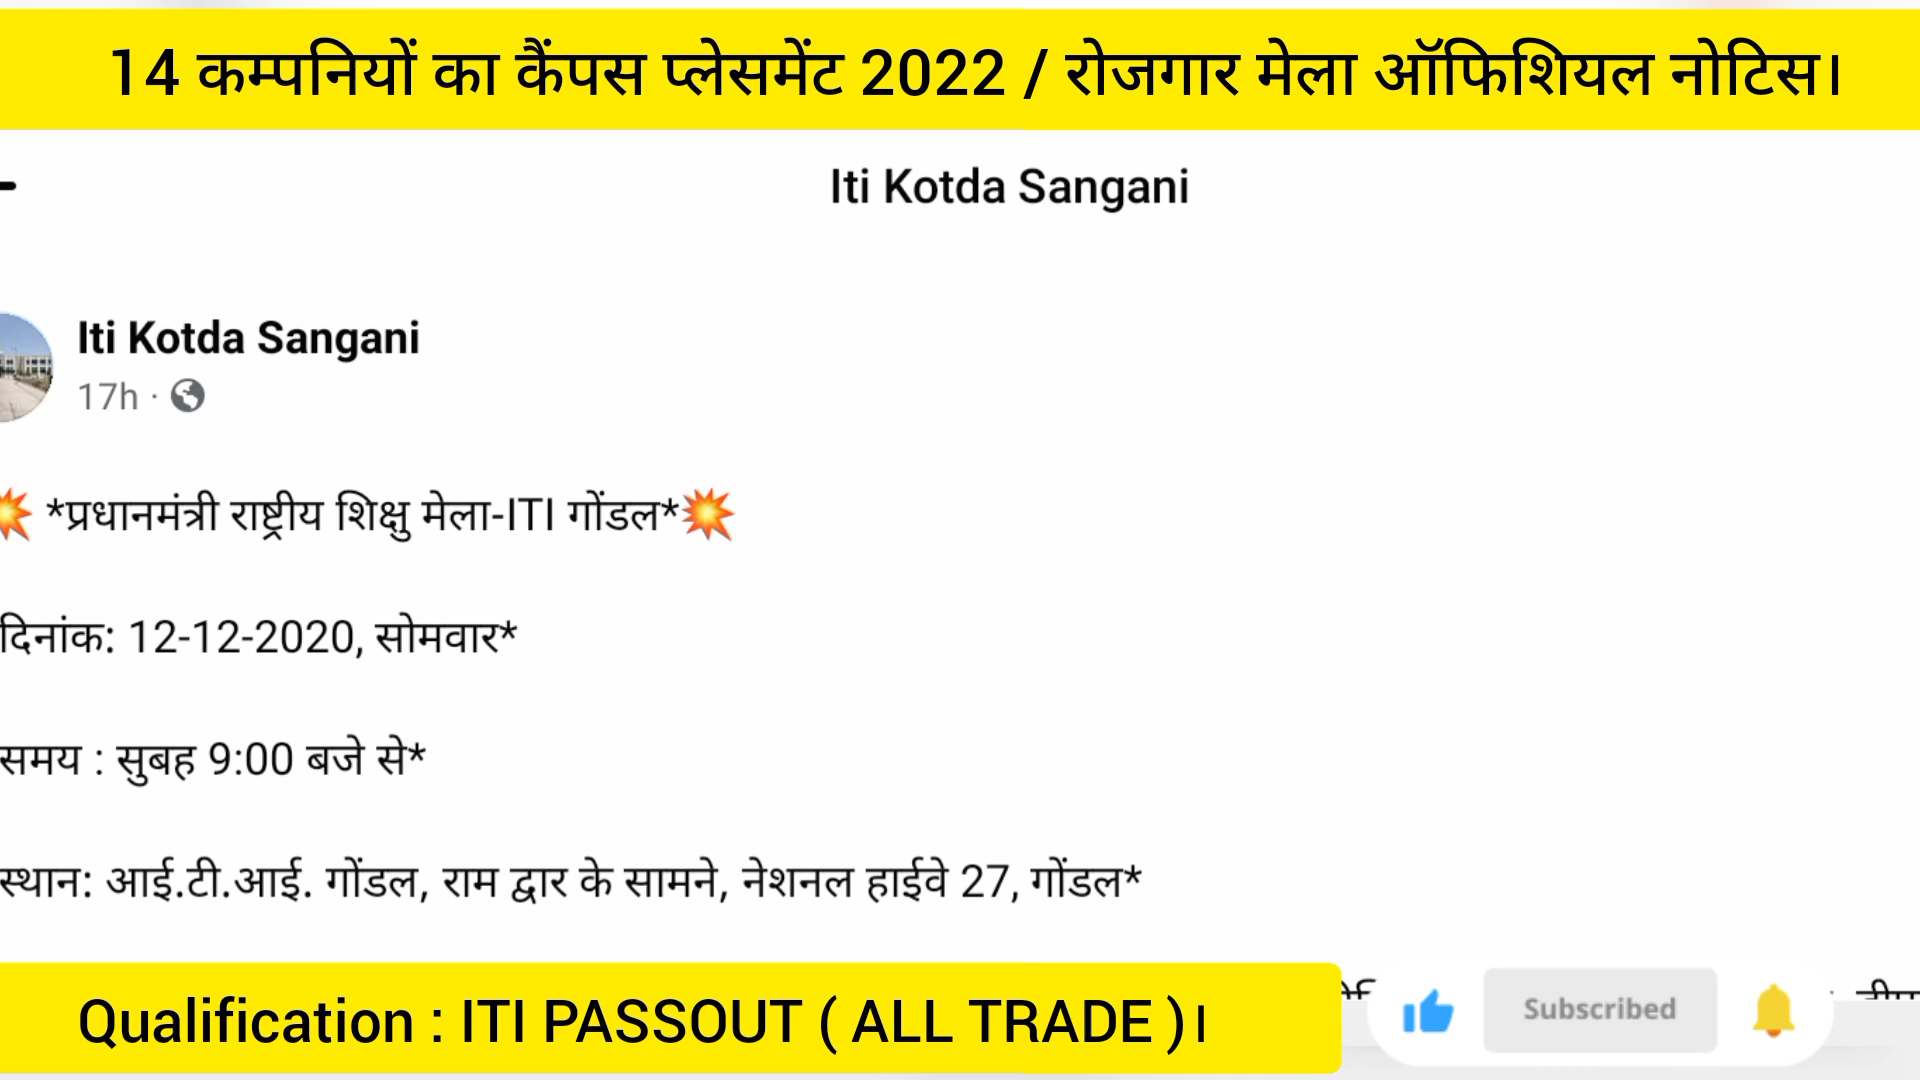 14 कम्पनियों का कैंपस प्लेसमेंट 2022 / रोजगार मेला ऑफिशियल नोटिस।
Iti Kotda Sangani
Iti Kotda Sangani
17h ·
*प्रधानमंत्री राष्ट्रीय शिक्षु मेला-ITI गोंडल*
दिनांक: 12-12-2020, सोमवार*
समय : सुबह 9:00 बजे से*
स्थान: आई.टी.आई. गोंडल, राम द्वार के सामने, नेशनल हाईवे 27, गोंडल*
Qualification : ITI PASSOUT ( ALL TRADE )।
Subscribed